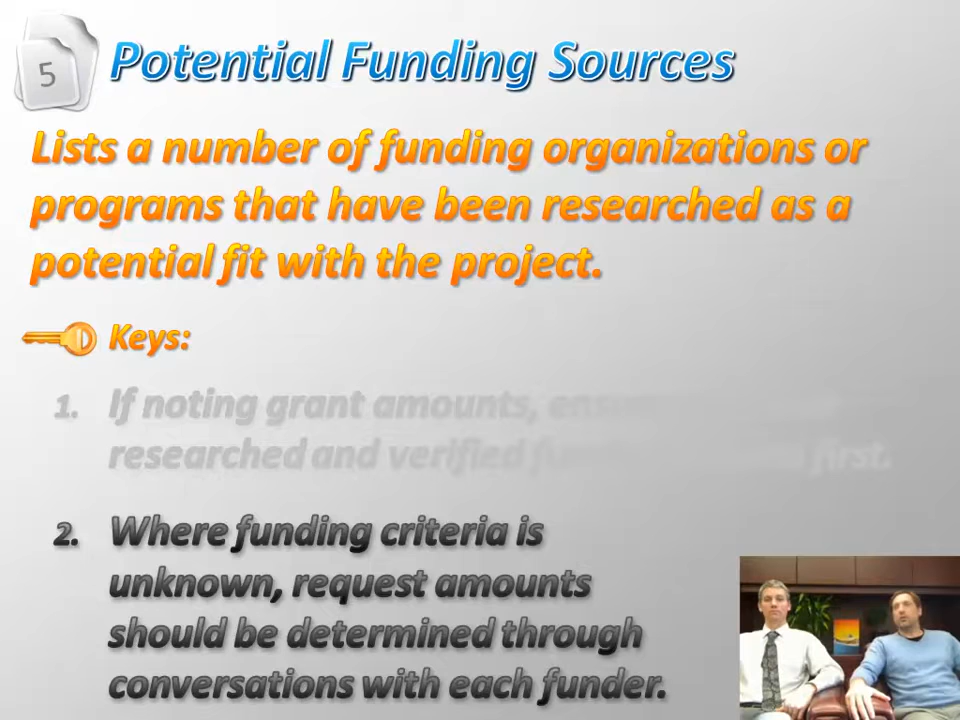 5
Potential Funding Sources
Lists a number of funding organizations or
programs that have been researched as a
potential fit with the project.
Keys:
1. If noting grant amounts,
researched and verified first.
2. Where funding criteria is
unknown, request amounts
should be determined through
conversations with each funder.